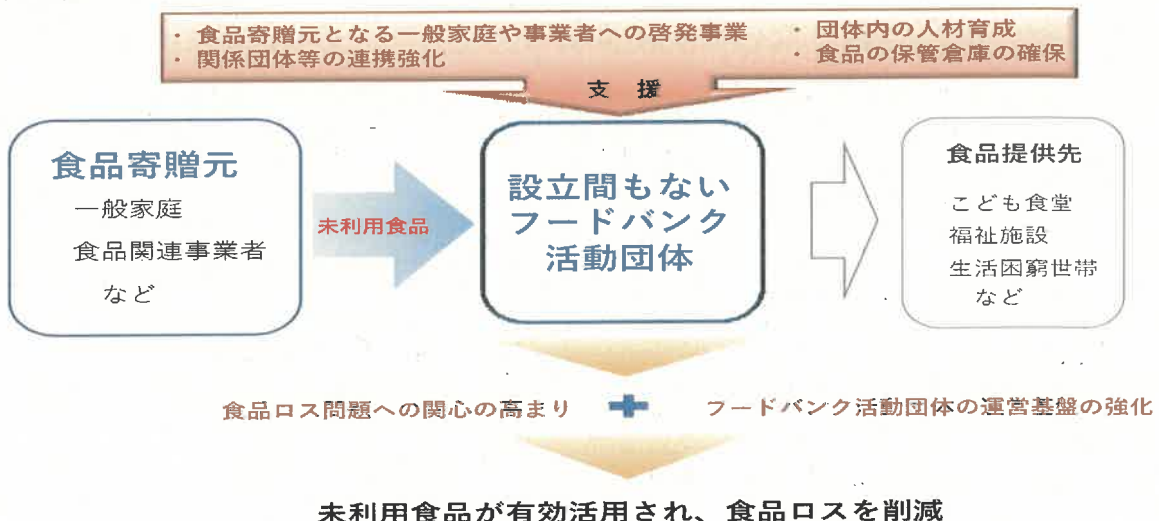 ・ 食品寄贈元となる一般家庭や事業者への啓発事業
・ 関係団体等の連携強化
・ 団体内の人材育成
・ 食品の保管倉庫の確保
支 援
食品寄贈元
一般家庭
食品関連事業者
など
未利用食品
設立間もない
フードバンク
活動団体
食品提供先
こども食堂
福祉施設
生活困窮世帯
など
食品ロス問題への関心の高まり
フードバンク活動団体の運営基盤の強化
未利用食品が有効活用され、食品ロスを削減